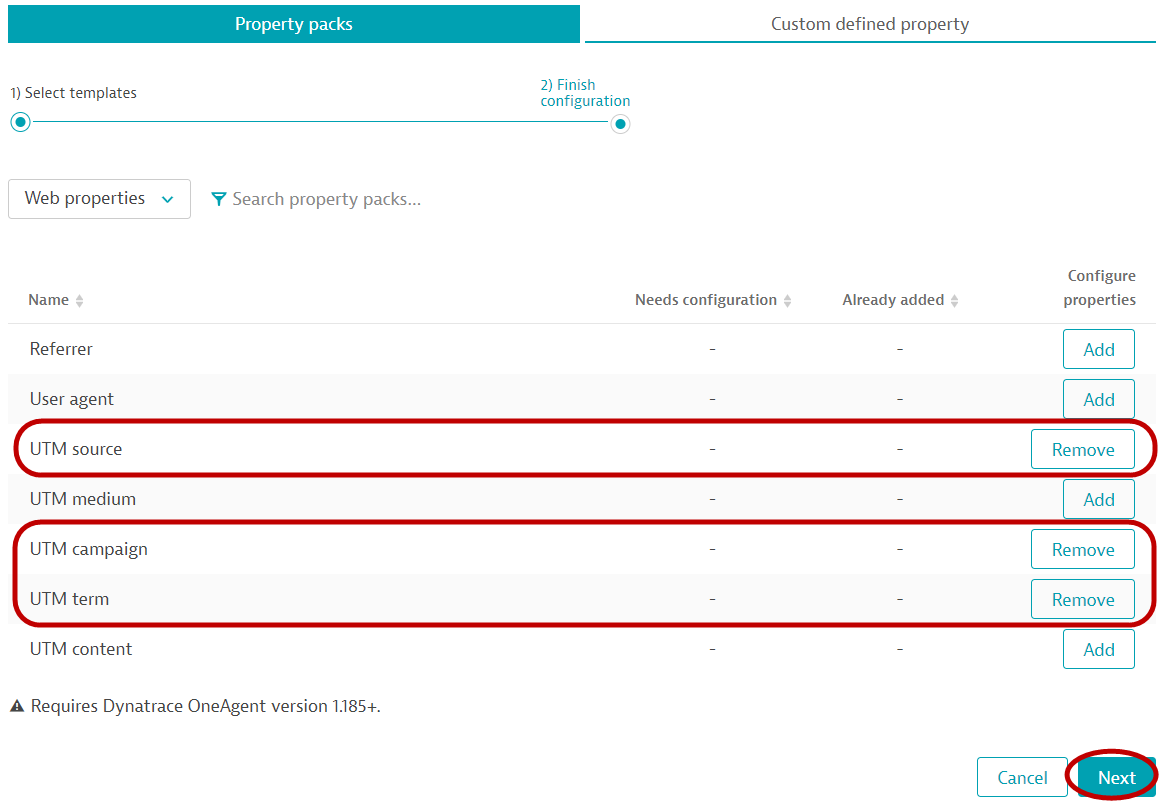 Property packs
Custom defined property
1) Select templates
2) Finish
configuration
Web properties
Search property packs...
Name
Needs configuration
Already added
Configure
properties
Referrer - - Add
User agent - - Add
UTM source - - Remove
UTM medium - - Add
UTM campaign - - Remove
UTM term - - Remove
UTM content - - Add
Requires Dynatrace OneAgent version 1.185+.
Cancel
Next